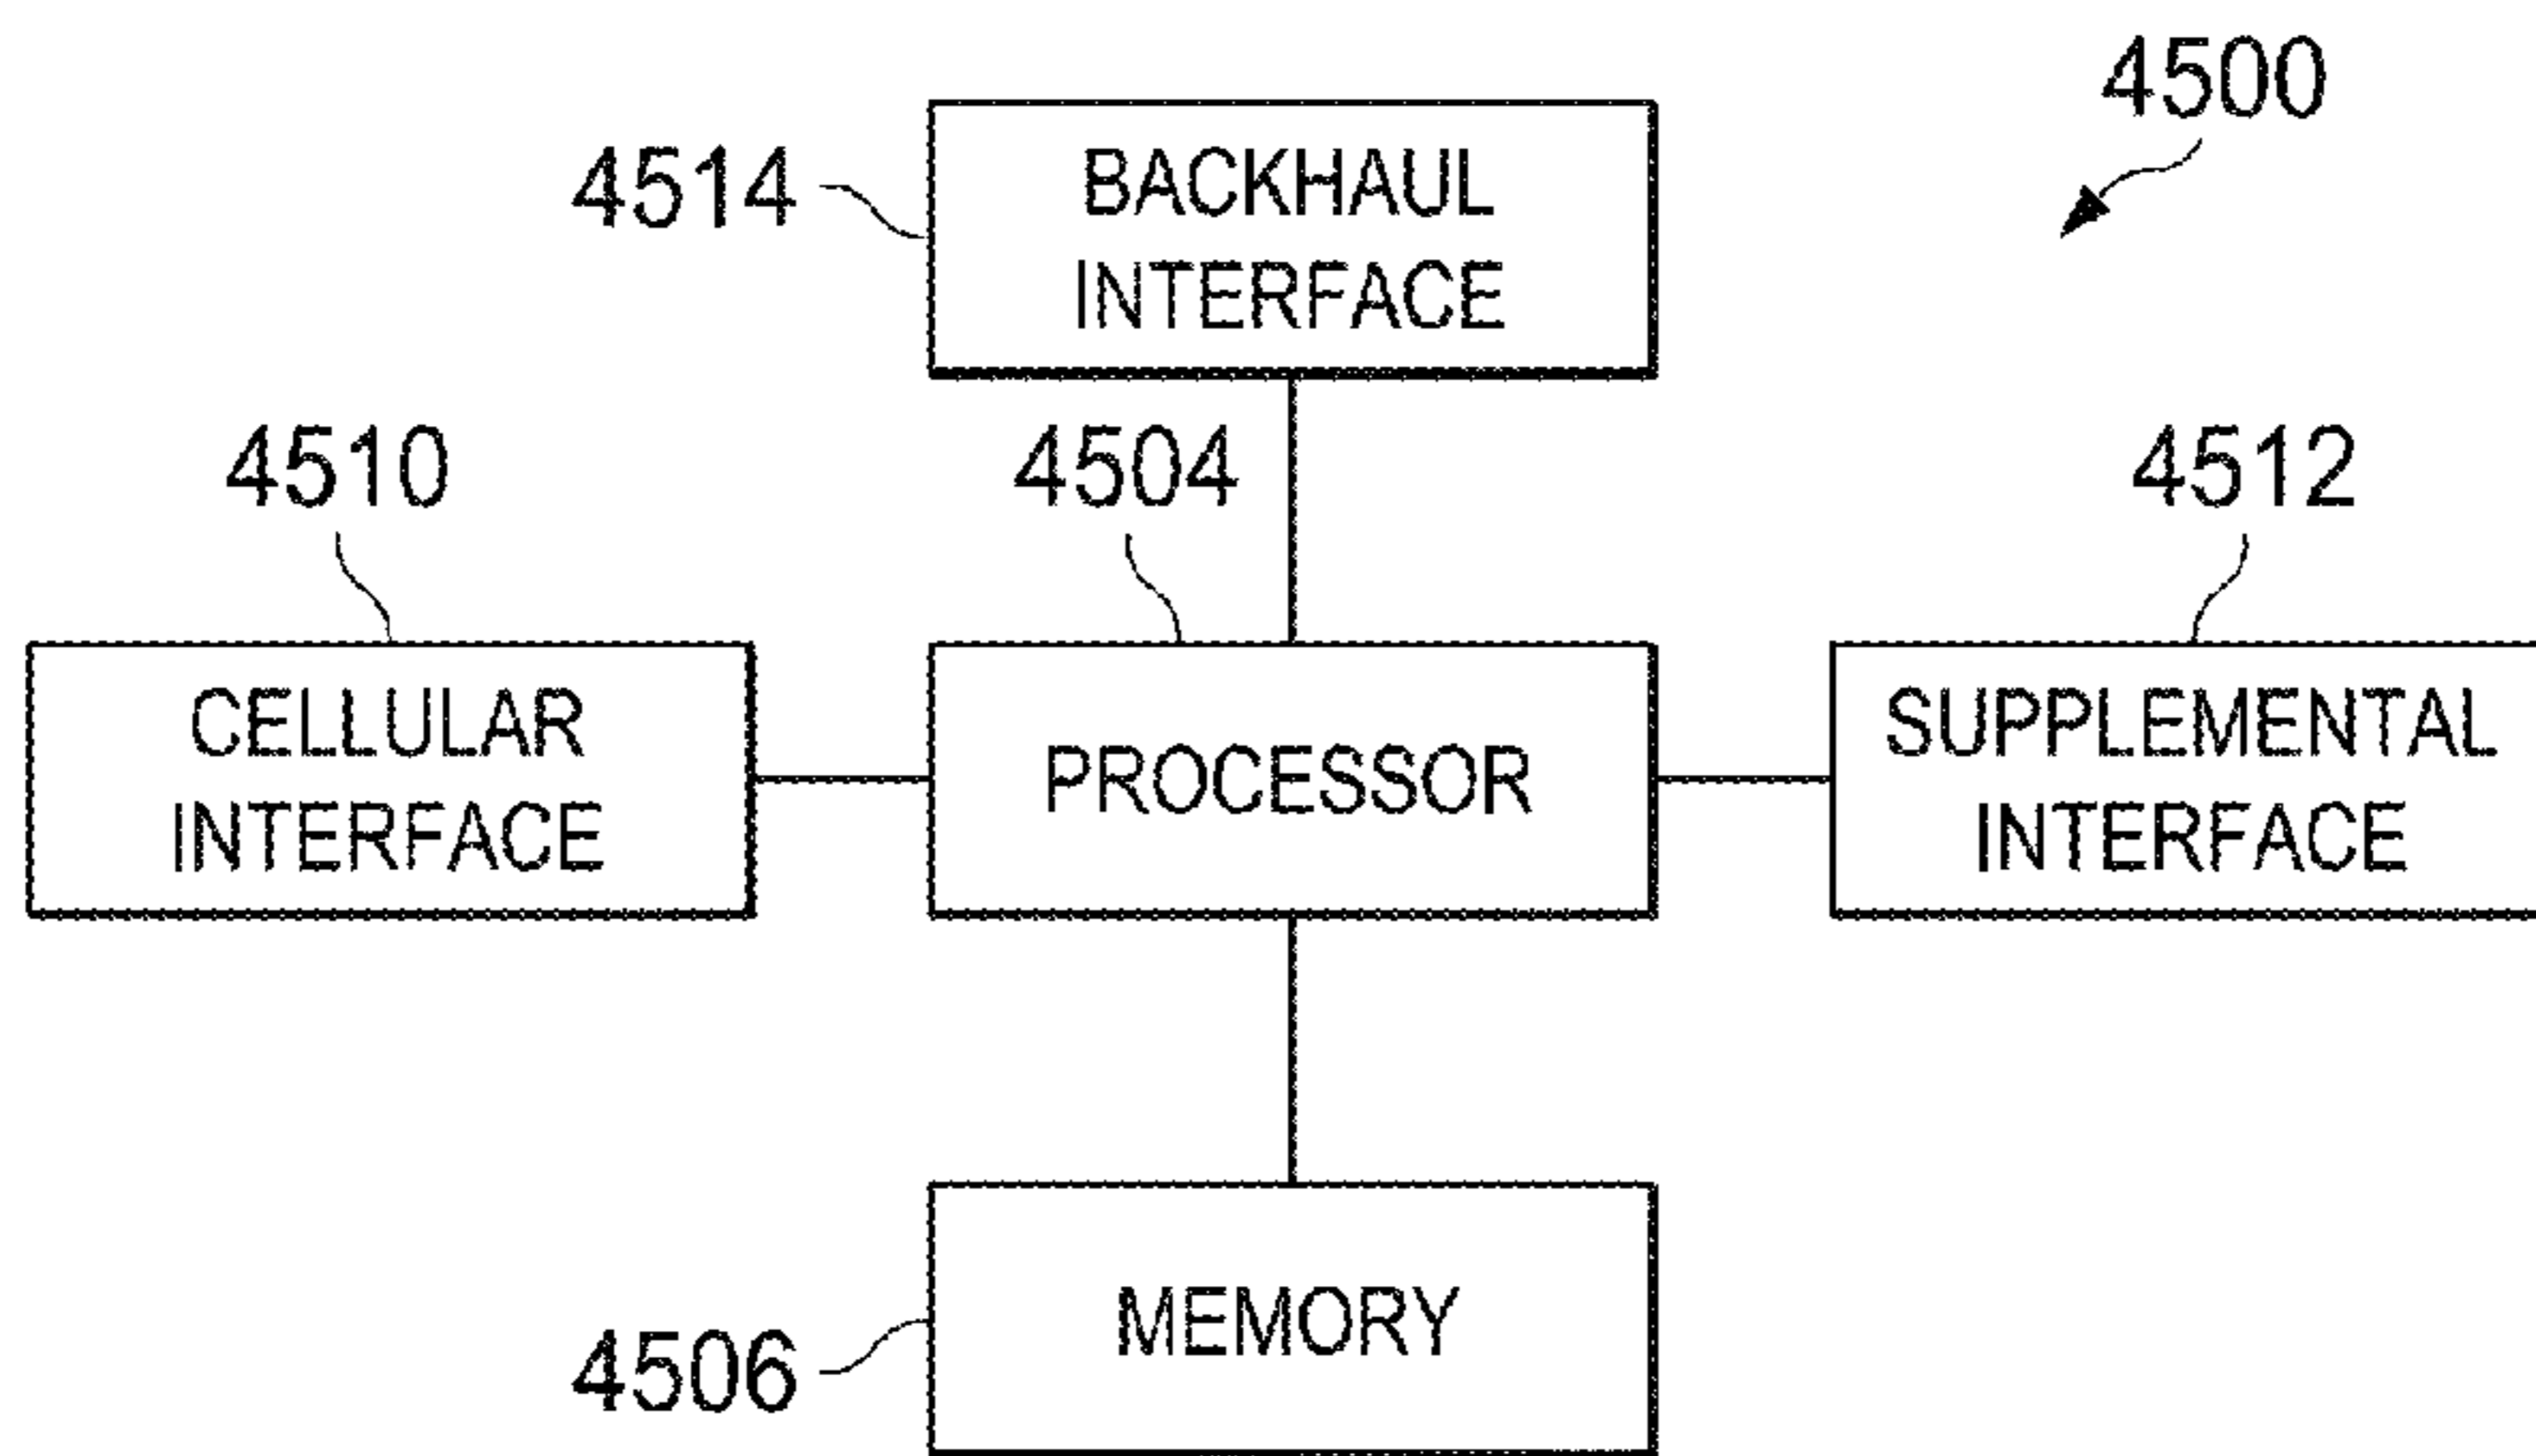 4500
4514
BACKHAUL
INTERFACE
4510
4504
4512
CELLULAR
INTERFACE
PROCESSOR
SUPPLEMENTAL
INTERFACE
4506
MEMORY